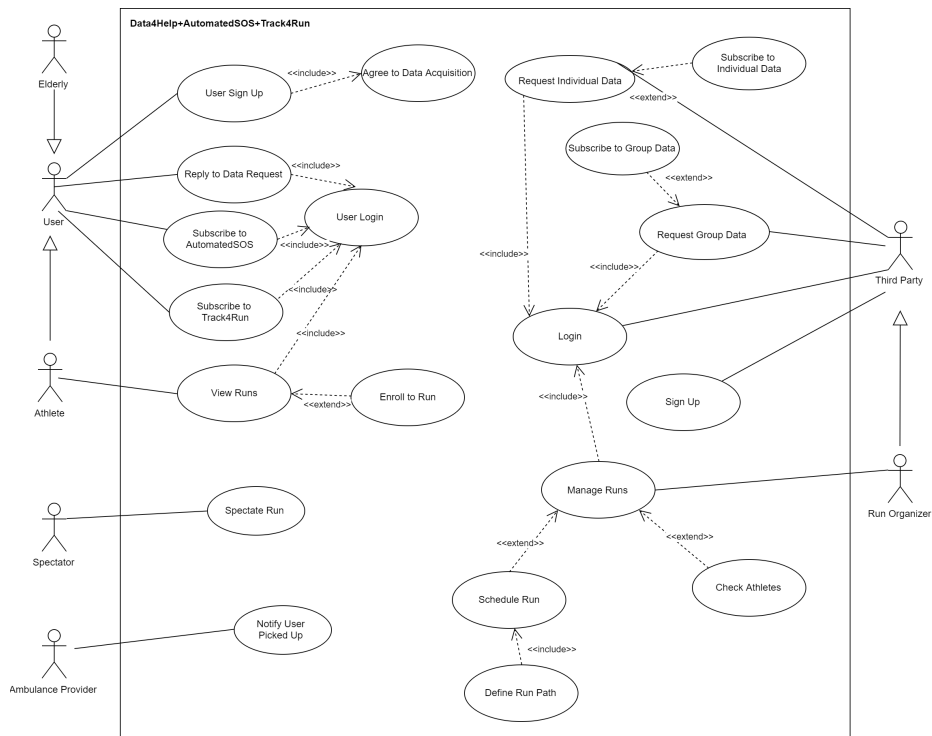 Data4Help+AutomatedSOS+Track4Run
Elderly
User Sign Up
<<include>>
Agree to Data Acquisition
Request Individual Data
Subscribe to
Individual Data
<<extend>>
Subscribe to Group Data
<<extend>>
User
Reply to Data Request
<<include>>
User Login
Subscribe to
AutomatedSOS
<<include>>
Request Group Data
Third Party
<<include>>
<<include>>
Subscribe to
Track4Run
<<include>>
<<include>>
Login
Athlete
View Runs
<<extend>>
Enroll to Run
<<include>>
Sign Up
Manage Runs
Run Organizer
Spectator
Spectate Run
<<extend>>
<<extend>>
Schedule Run
Check Athletes
Notify User
Picked Up
<<include>>
Ambulance Provider
Define Run Path